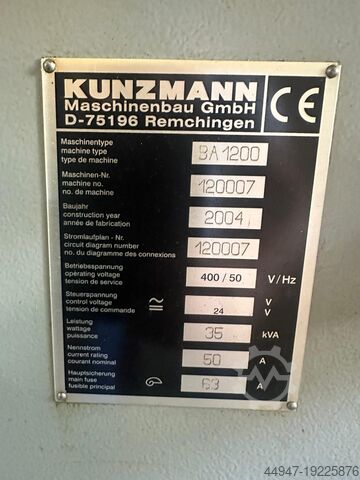 KUNZMANN
Maschinenbau GmbH
D-75196 Remchingen
CE
Maschinentype
machine type
type de machine
BA1200
Maschinen-Nr.
machine no.
no. de machine
120007
Baujahr
construction year
année de fabrication
2004
Stromlaufplan - Nr.
circuit diagram number
no. du diagramme des connexions
120007
Betriebsspannung
operating voltage
tension de service
400 / 50 V / Hz
Steuerspannung
control voltage
tension de commande
≅ 24 V
V
Leistung
wattage
puissance
35 kVA
Nennstrom
current rating
courant nominal
50 A
Hauptsicherung
main fuse
fusible principal
63 A
44947-19225876